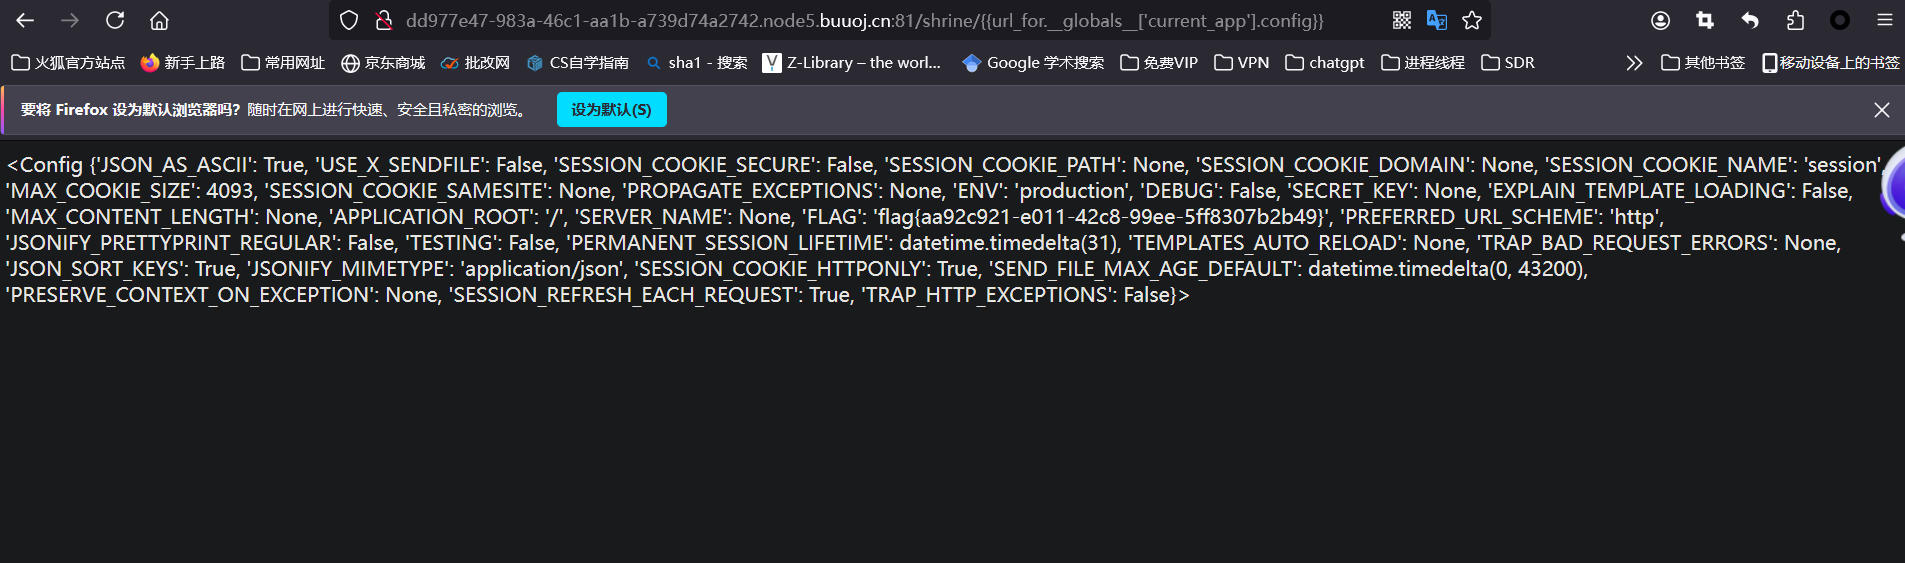 dd977e47-983a-46c1-aa1b-a739d74a2742.node5.buuoj.cn:81/shrine/{{url_for.__globals__['current_app'].config}}
火狐官方站点 新手上路 常用网址 京东商城 批改网 CS自学指南 sha1 - 搜索 Z-Library – the worl... Google 学术搜索 免费VIP VPN chatgpt 进程线程 SDR 其他书签 移动设备上的书签
要将 Firefox 设为默认浏览器吗? 随时在网上进行快速、安全且私密的浏览。 设为默认(S)
<Config {'JSON_AS_ASCII': True, 'USE_X_SENDFILE': False, 'SESSION_COOKIE_SECURE': False, 'SESSION_COOKIE_PATH': None, 'SESSION_COOKIE_DOMAIN': None, 'SESSION_COOKIE_NAME': 'session',
'MAX_COOKIE_SIZE': 4093, 'SESSION_COOKIE_SAMESITE': None, 'PROPAGATE_EXCEPTIONS': None, 'ENV': 'production', 'DEBUG': False, 'SECRET_KEY': None, 'EXPLAIN_TEMPLATE_LOADING': False,
'MAX_CONTENT_LENGTH': None, 'APPLICATION_ROOT': '/', 'SERVER_NAME': None, 'FLAG': 'flag{aa92c921-e011-42c8-99ee-5ff8307b2b49}', 'PREFERRED_URL_SCHEME': 'http',
'JSONIFY_PRETTYPRINT_REGULAR': False, 'TESTING': False, 'PERMANENT_SESSION_LIFETIME': datetime.timedelta(31), 'TEMPLATES_AUTO_RELOAD': None, 'TRAP_BAD_REQUEST_ERRORS': None,
'JSON_SORT_KEYS': True, 'JSONIFY_MIMETYPE': 'application/json', 'SESSION_COOKIE_HTTPONLY': True, 'SEND_FILE_MAX_AGE_DEFAULT': datetime.timedelta(0, 43200),
'PRESERVE_CONTEXT_ON_EXCEPTION': None, 'SESSION_REFRESH_EACH_REQUEST': True, 'TRAP_HTTP_EXCEPTIONS': False}>